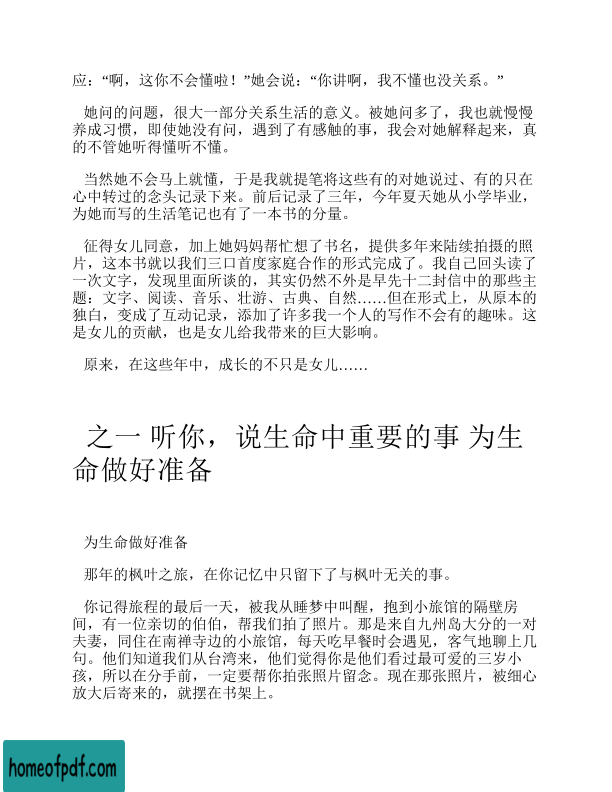 应：“啊，这你不会懂啦！”她会说：“你讲啊，我不懂也没关系。”
她问的问题，很大一部分关系生活的意义。被她问多了，我也就慢慢
养成习惯，即使她没有问，遇到了有感触的事，我会对她解释起来，真
的不管她听得懂听不懂。
当然她不会马上就懂，于是我就提笔将这些有的对她说过、有的只在
心中转过的念头记录下来。前后记录了三年，今年夏天她从小学毕业，
为她而写的生活笔记也有了一本书的分量。
征得女儿同意，加上她妈妈帮忙想了书名，提供多年来陆续拍摄的照
片，这本书就以我们三口首度家庭合作的形式完成了。我自己回头读了
一次文字，发现里面所谈的，其实仍然不外是早先十二封信中的那些主
题：文字、阅读、音乐、壮游、古典、自然……但在形式上，从原本的
独白，变成了互动记录，添加了许多我一个人的写作不会有的趣味。这
是女儿的贡献，也是女儿给我带来的巨大影响。
原来，在这些年中，成长的不只是女儿……
之一 听你，说生命中重要的事 为生
命做好准备
为生命做好准备
那年的枫叶之旅，在你记忆中只留下了与枫叶无关的事。
你记得旅程的最后一天，被我从睡梦中叫醒，抱到小旅馆的隔壁房
间，有一位亲切的伯伯，帮我们拍了照片。那是来自九州岛大分的一对
夫妻，同住在南禅寺边的小旅馆，每天吃早餐时会遇见，客气地聊上几
句。他们知道我们从台湾来，他们觉得你是他们看过最可爱的三岁小
孩，所以在分手前，一定要帮你拍张照片留念。现在那张照片，被细心
放大后寄来的，就摆在书架上。
homeofpdf.com